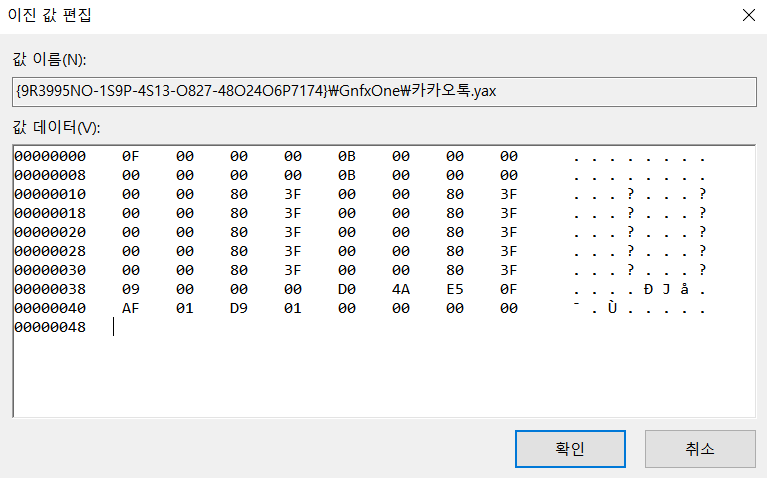 이진 값 편집
값 이름(N):
{9R3995NO-1S9P-4S13-O827-48O24O6P7174}\GnfxOne\카카오톡.yax
값 데이터(V):
00000000 0F 00 00 00 0B 00 00 00 . . . . . . . .
00000008 00 00 00 00 0B 00 00 00 . . . . . . . .
00000010 00 00 80 3F 00 00 80 3F . . . ? . . . ?
00000018 00 00 80 3F 00 00 80 3F . . . ? . . . ?
00000020 00 00 80 3F 00 00 80 3F . . . ? . . . ?
00000028 00 00 80 3F 00 00 80 3F . . . ? . . . ?
00000030 00 00 80 3F 00 00 80 3F . . . ? . . . ?
00000038 09 00 00 00 D0 4A E5 0F . . . . Ð J å .
00000040 AF 01 D9 01 00 00 00 00 ¯ . Ù . . . . .
00000048
확인 취소